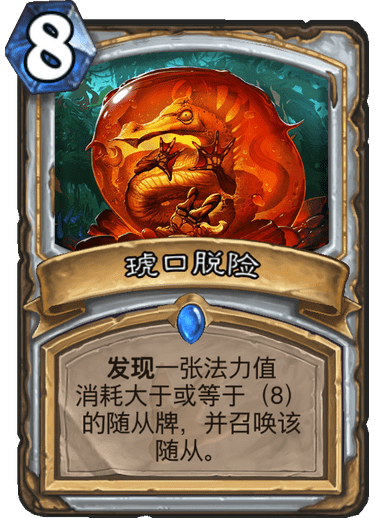 8
琥口脱险
发现一张法力值
消耗大于或等于（8）
的随从牌，并召唤该
随从。